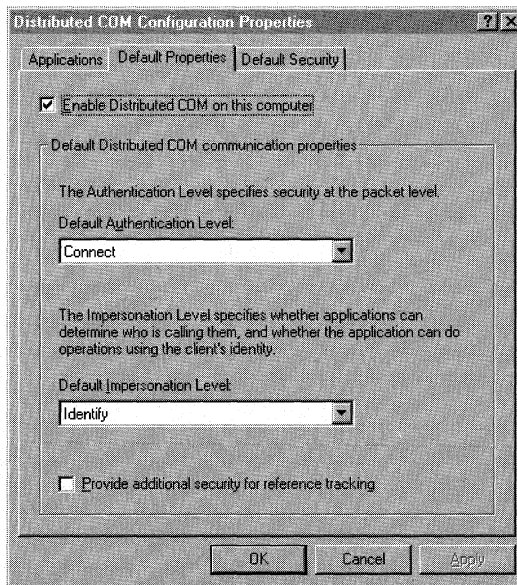 Distributed COM Configuration Properties
Applications
Default Properties
Default Security
Enable Distributed COM on this computer
Default Distributed COM communication properties
The Authentication Level specifies security at the packet level.
Default Authentication Level:
Connect
The Impersonation Level specifies whether applications can
determine who is calling them, and whether the application can do
operations using the client's identity.
Default Impersonation Level:
Identify
Provide additional security for reference tracking
OK
Cancel
Apply